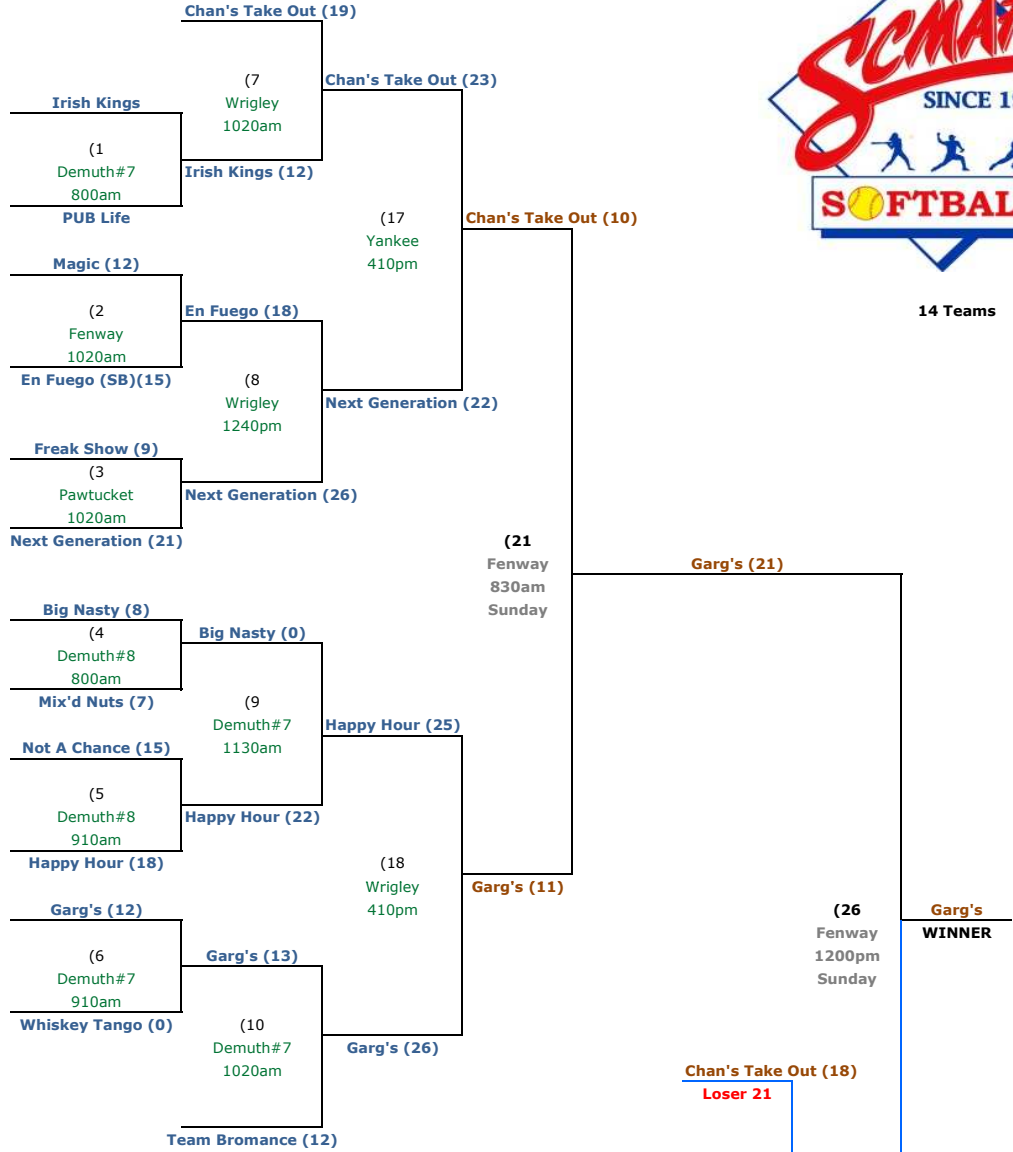 Chan's Take Out (19)
SCMA
SINCE 1
SOFTBAL
(7
Wrigley
1020am
Chan's Take Out (23)
Irish Kings
(1
Demuth#7
800am
PUB Life
Irish Kings (12)
(17
Yankee
410pm
Chan's Take Out (10)
14 Teams
Magic (12)
(2
Fenway
1020am
En Fuego (SB)(15)
En Fuego (18)
(8
Wrigley
1240pm
Next Generation (22)
Freak Show (9)
(3
Pawtucket
1020am
Next Generation (21)
Next Generation (26)
(21
Fenway
830am
Sunday
Garg's (21)
Big Nasty (8)
(4
Demuth#8
800am
Mix'd Nuts (7)
Big Nasty (0)
(9
Demuth#7
1130am
Happy Hour (25)
Not A Chance (15)
(5
Demuth#8
910am
Happy Hour (18)
Happy Hour (22)
(18
Wrigley
410pm
Garg's (11)
Garg's (12)
(6
Demuth#7
910am
Whiskey Tango (0)
Garg's (13)
(10
Demuth#7
1020am
Garg's (26)
Team Bromance (12)
(26
Fenway
1200pm
Sunday
Garg's
WINNER
Chan's Take Out (18)
Loser 21